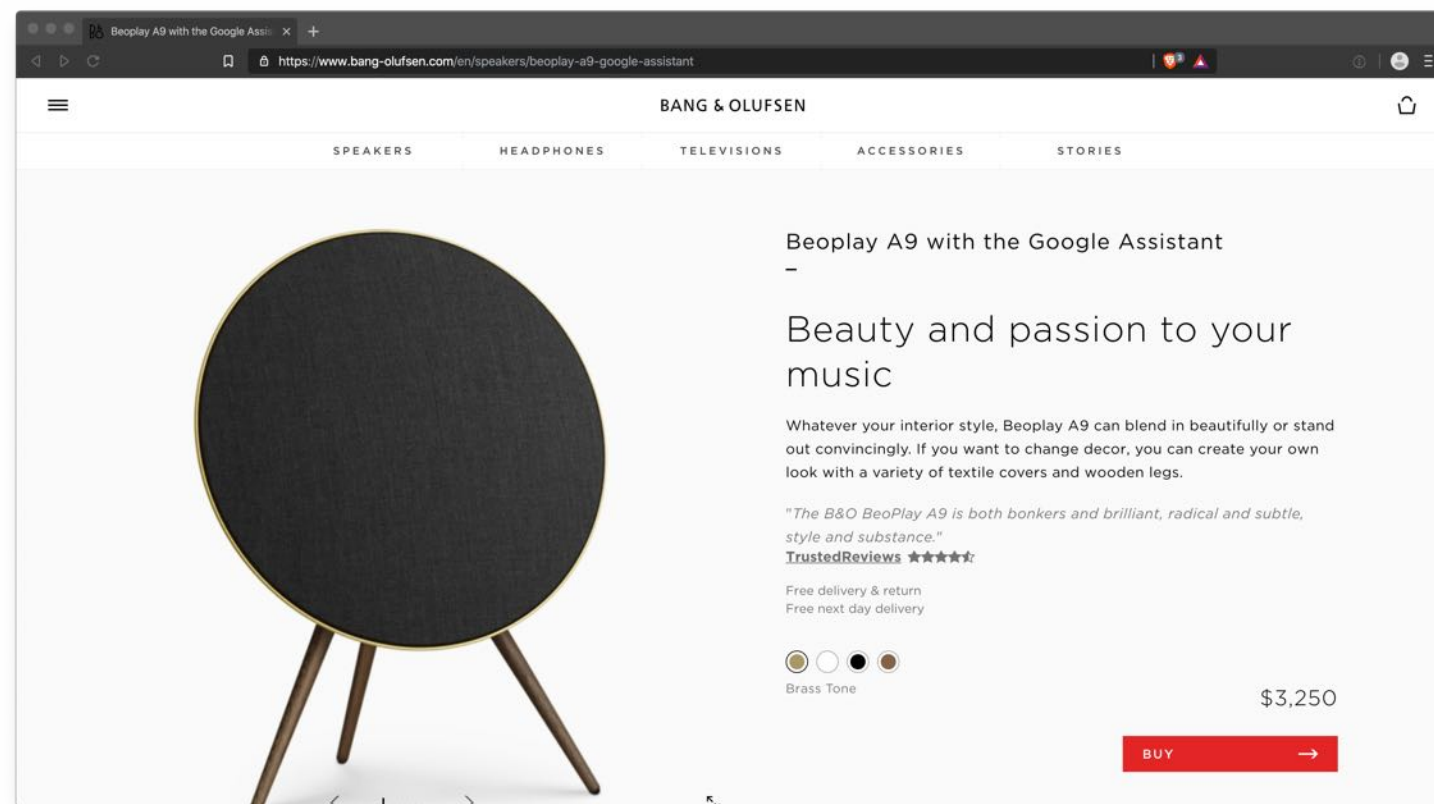 Beoplay A9 with the Google Assis
https://www.bang-olufsen.com/en/speakers/beoplay-a9-google-assistant
BANG & OLUFSEN
SPEAKERS HEADPHONES TELEVISIONS ACCESSORIES STORIES
Beoplay A9 with the Google Assistant
Beauty and passion to your
music
Whatever your interior style, Beoplay A9 can blend in beautifully or stand
out convincingly. If you want to change decor, you can create your own
look with a variety of textile covers and wooden legs.
"The B&O BeoPlay A9 is both bonkers and brilliant, radical and subtle,
style and substance."
TrustedReviews
Free delivery & return
Free next day delivery
Brass Tone
$3,250
BUY